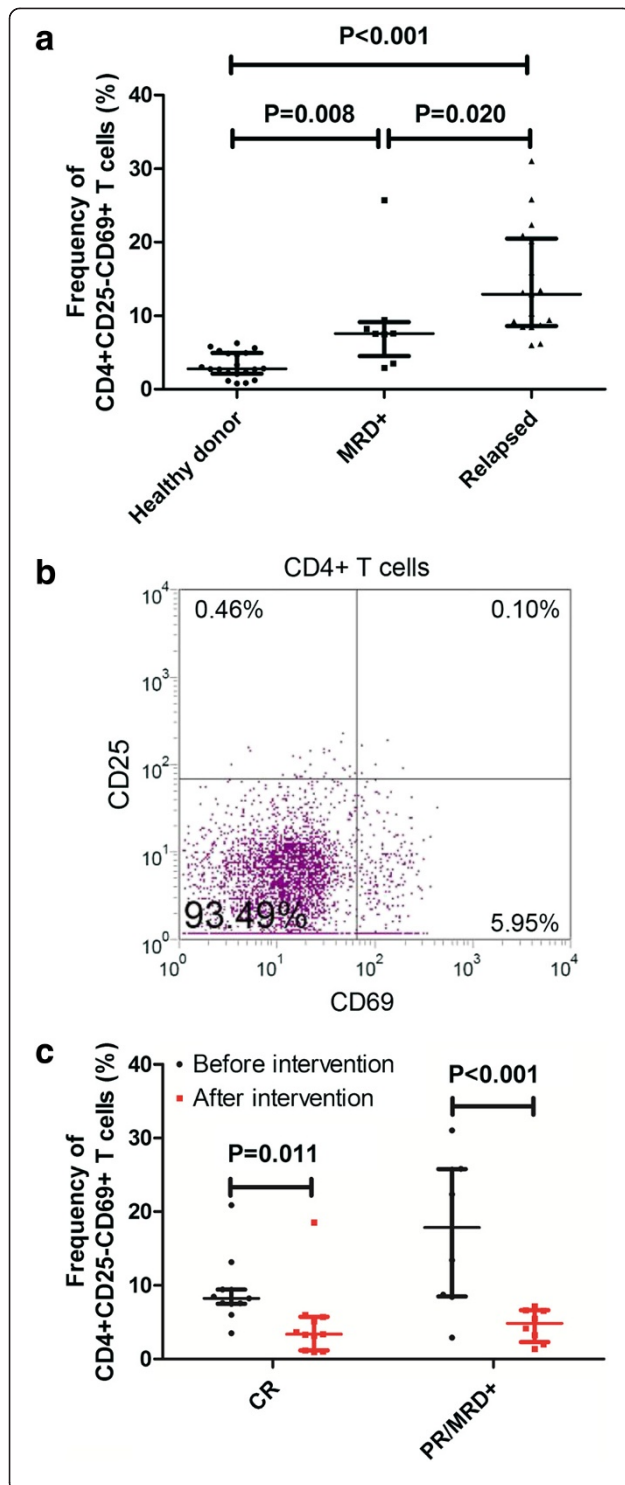 a
P<0.001
P=0.008
P=0.020
Frequency of
CD4+CD25-CD69+ T cells (%)
40
30
20
10
0
Healthy donor
MRD+
Relapsed
b
CD4+ T cells
10^4
10^3
10^2
10^1
10^0
CD25
0.46%
0.10%
93.49%
5.95%
10^0
10^1
10^2
10^3
10^4
CD69
c
Before intervention
After intervention
P<0.001
P=0.011
Frequency of
CD4+CD25-CD69+ T cells (%)
40
30
20
10
0
CR
PR/MRD+